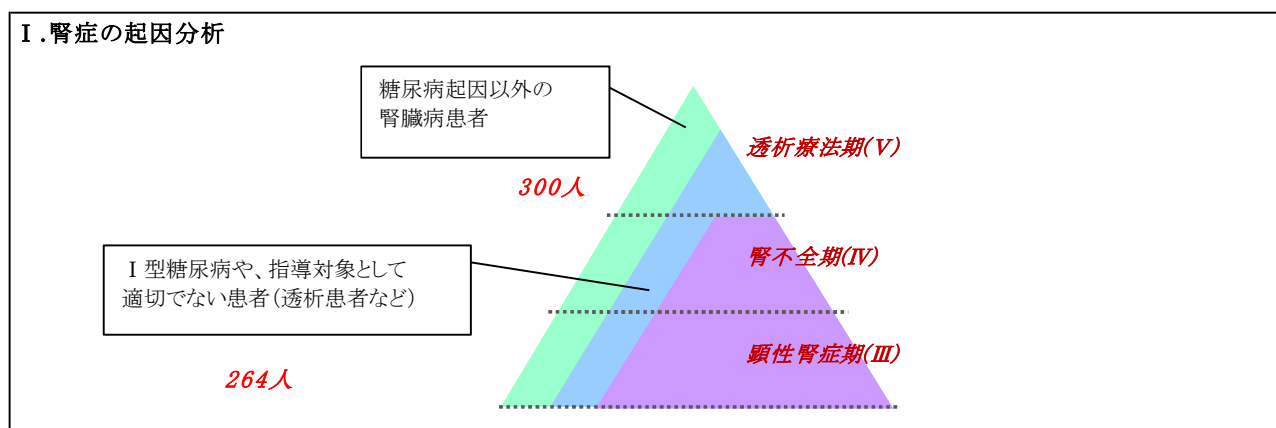 Ⅰ.腎症の起因分析
糖尿病起因以外の
腎臓病患者
透析療法期(Ⅴ)
300人
Ⅰ型糖尿病や、指導対象として
適切でない患者(透析患者など)
腎不全期(Ⅳ)
顕性腎症期(Ⅲ)
264人